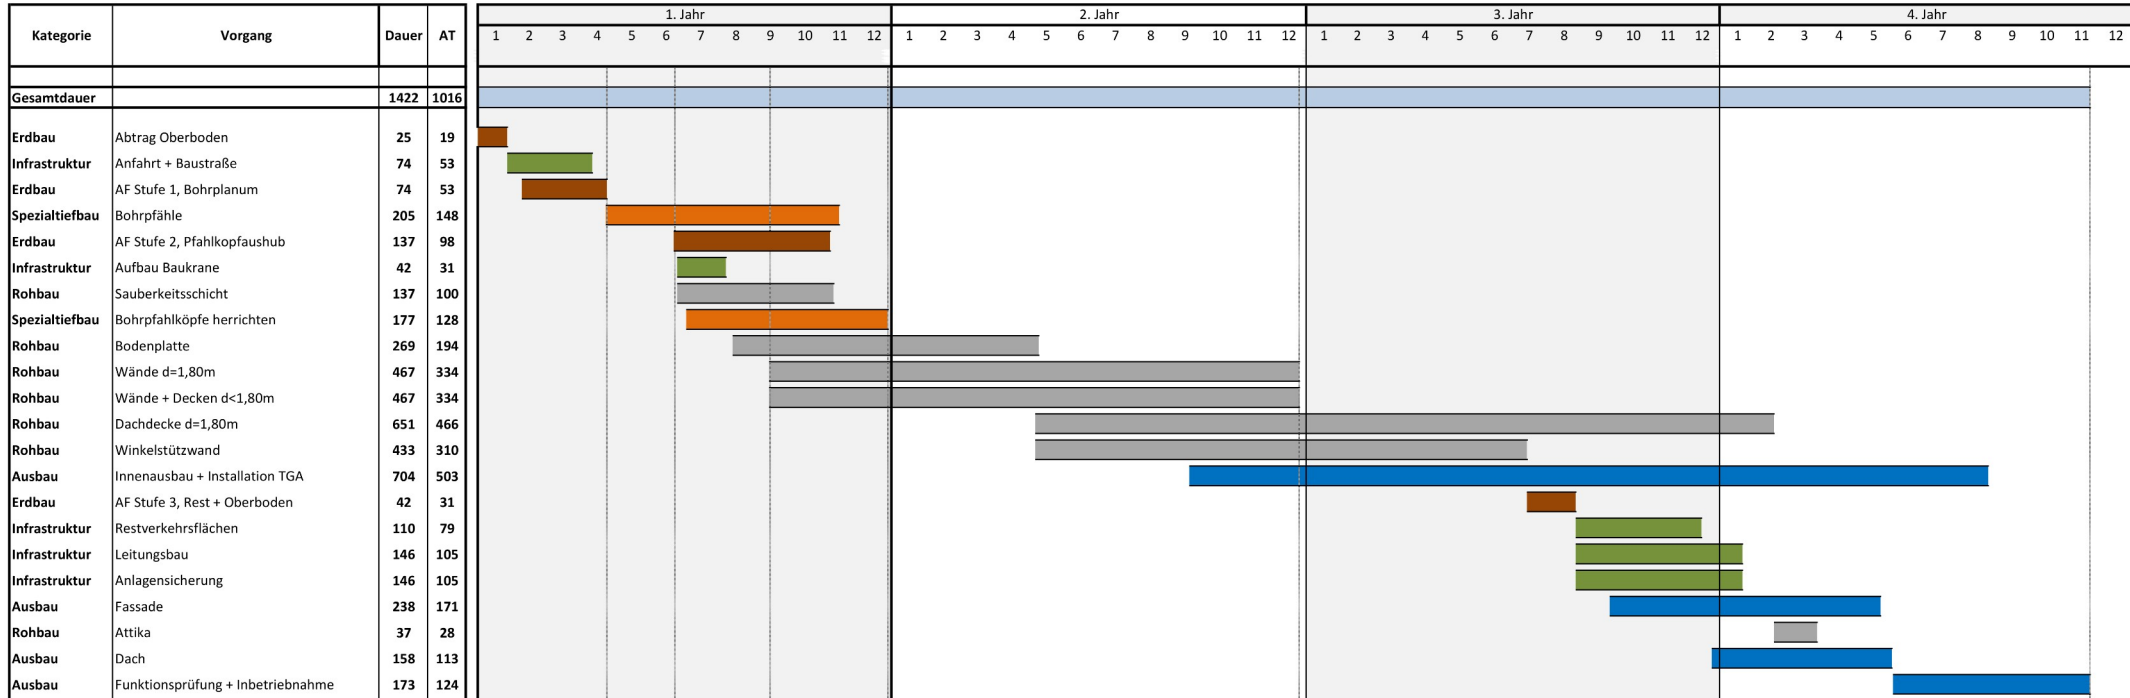 1. Jahr 2. Jahr 3. Jahr 4. Jahr
Kategorie Vorgang Dauer AT 1 2 3 4 5 6 7 8 9 10 11 12 1 2 3 4 5 6 7 8 9 10 11 12 1 2 3 4 5 6 7 8 9 10 11 12 1 2 3 4 5 6 7 8 9 10 11 12
Gesamtdauer 1422 1016
Erdbau Abtrag Oberboden 25 19
Infrastruktur Anfahrt + Baustraße 74 53
Erdbau AF Stufe 1, Bohrplanum 74 53
Spezialtiefbau Bohrpfähle 205 148
Erdbau AF Stufe 2, Pfahlkopfaushub 137 98
Infrastruktur Aufbau Baukrane 42 31
Rohbau Sauberkeitsschicht 137 100
Spezialtiefbau Bohrpfahlköpfe herrichten 177 128
Rohbau Bodenplatte 269 194
Rohbau Wände d=1,80m 467 334
Rohbau Wände + Decken d<1,80m 467 334
Rohbau Dachdecke d=1,80m 651 466
Rohbau Winkelstützwand 433 310
Ausbau Innenausbau + Installation TGA 704 503
Erdbau AF Stufe 3, Rest + Oberboden 42 31
Infrastruktur Restverkehrsflächen 110 79
Infrastruktur Leitungsbau 146 105
Infrastruktur Anlagensicherung 146 105
Ausbau Fassade 238 171
Rohbau Attika 37 28
Ausbau Dach 158 113
Ausbau Funktionsprüfung + Inbetriebnahme 173 124